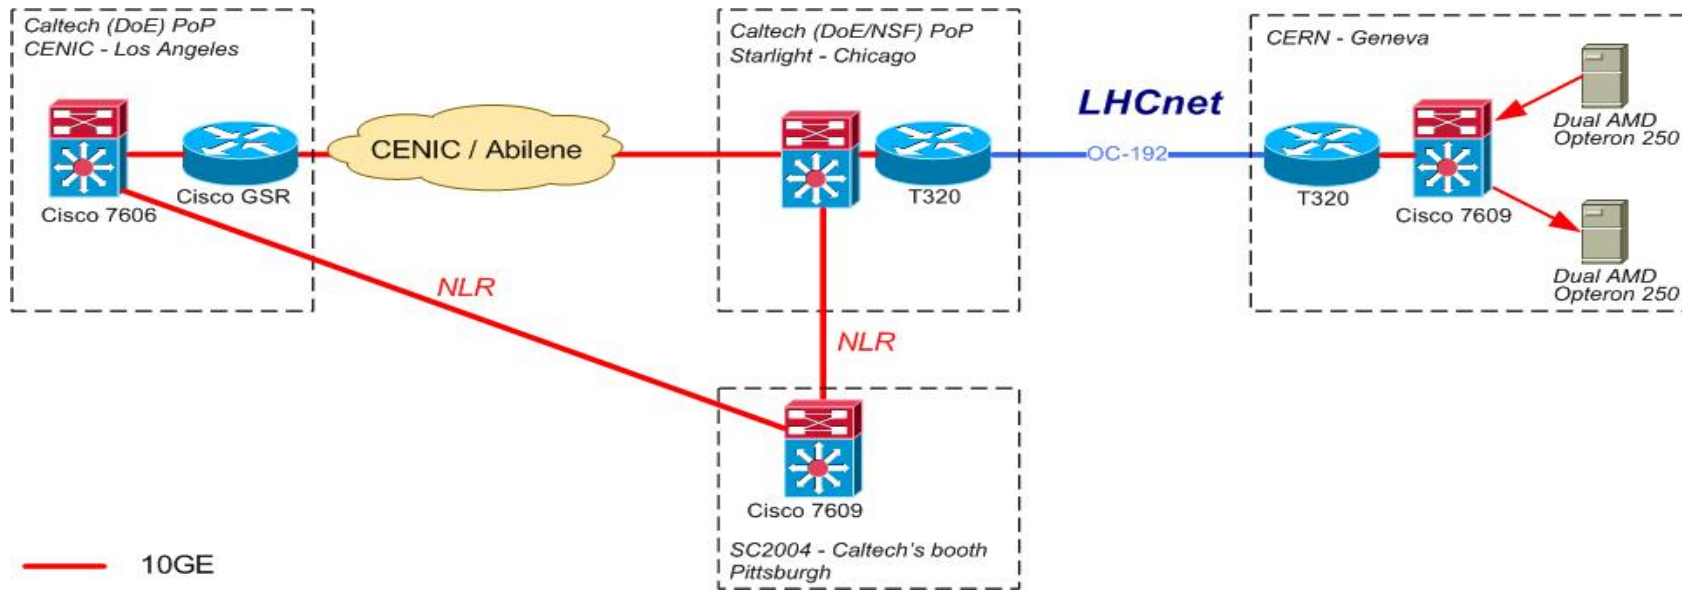 Caltech (DoE) PoP
CENIC - Los Angeles
Cisco 7606
Cisco GSR
CENIC / Abilene
Caltech (DoE/NSF) PoP
Starlight - Chicago
T320
LHCnet
OC-192
CERN - Geneva
T320
Cisco 7609
Dual AMD
Opteron 250
Dual AMD
Opteron 250
NLR
NLR
Cisco 7609
SC2004 - Caltech's booth
Pittsburgh
10GE